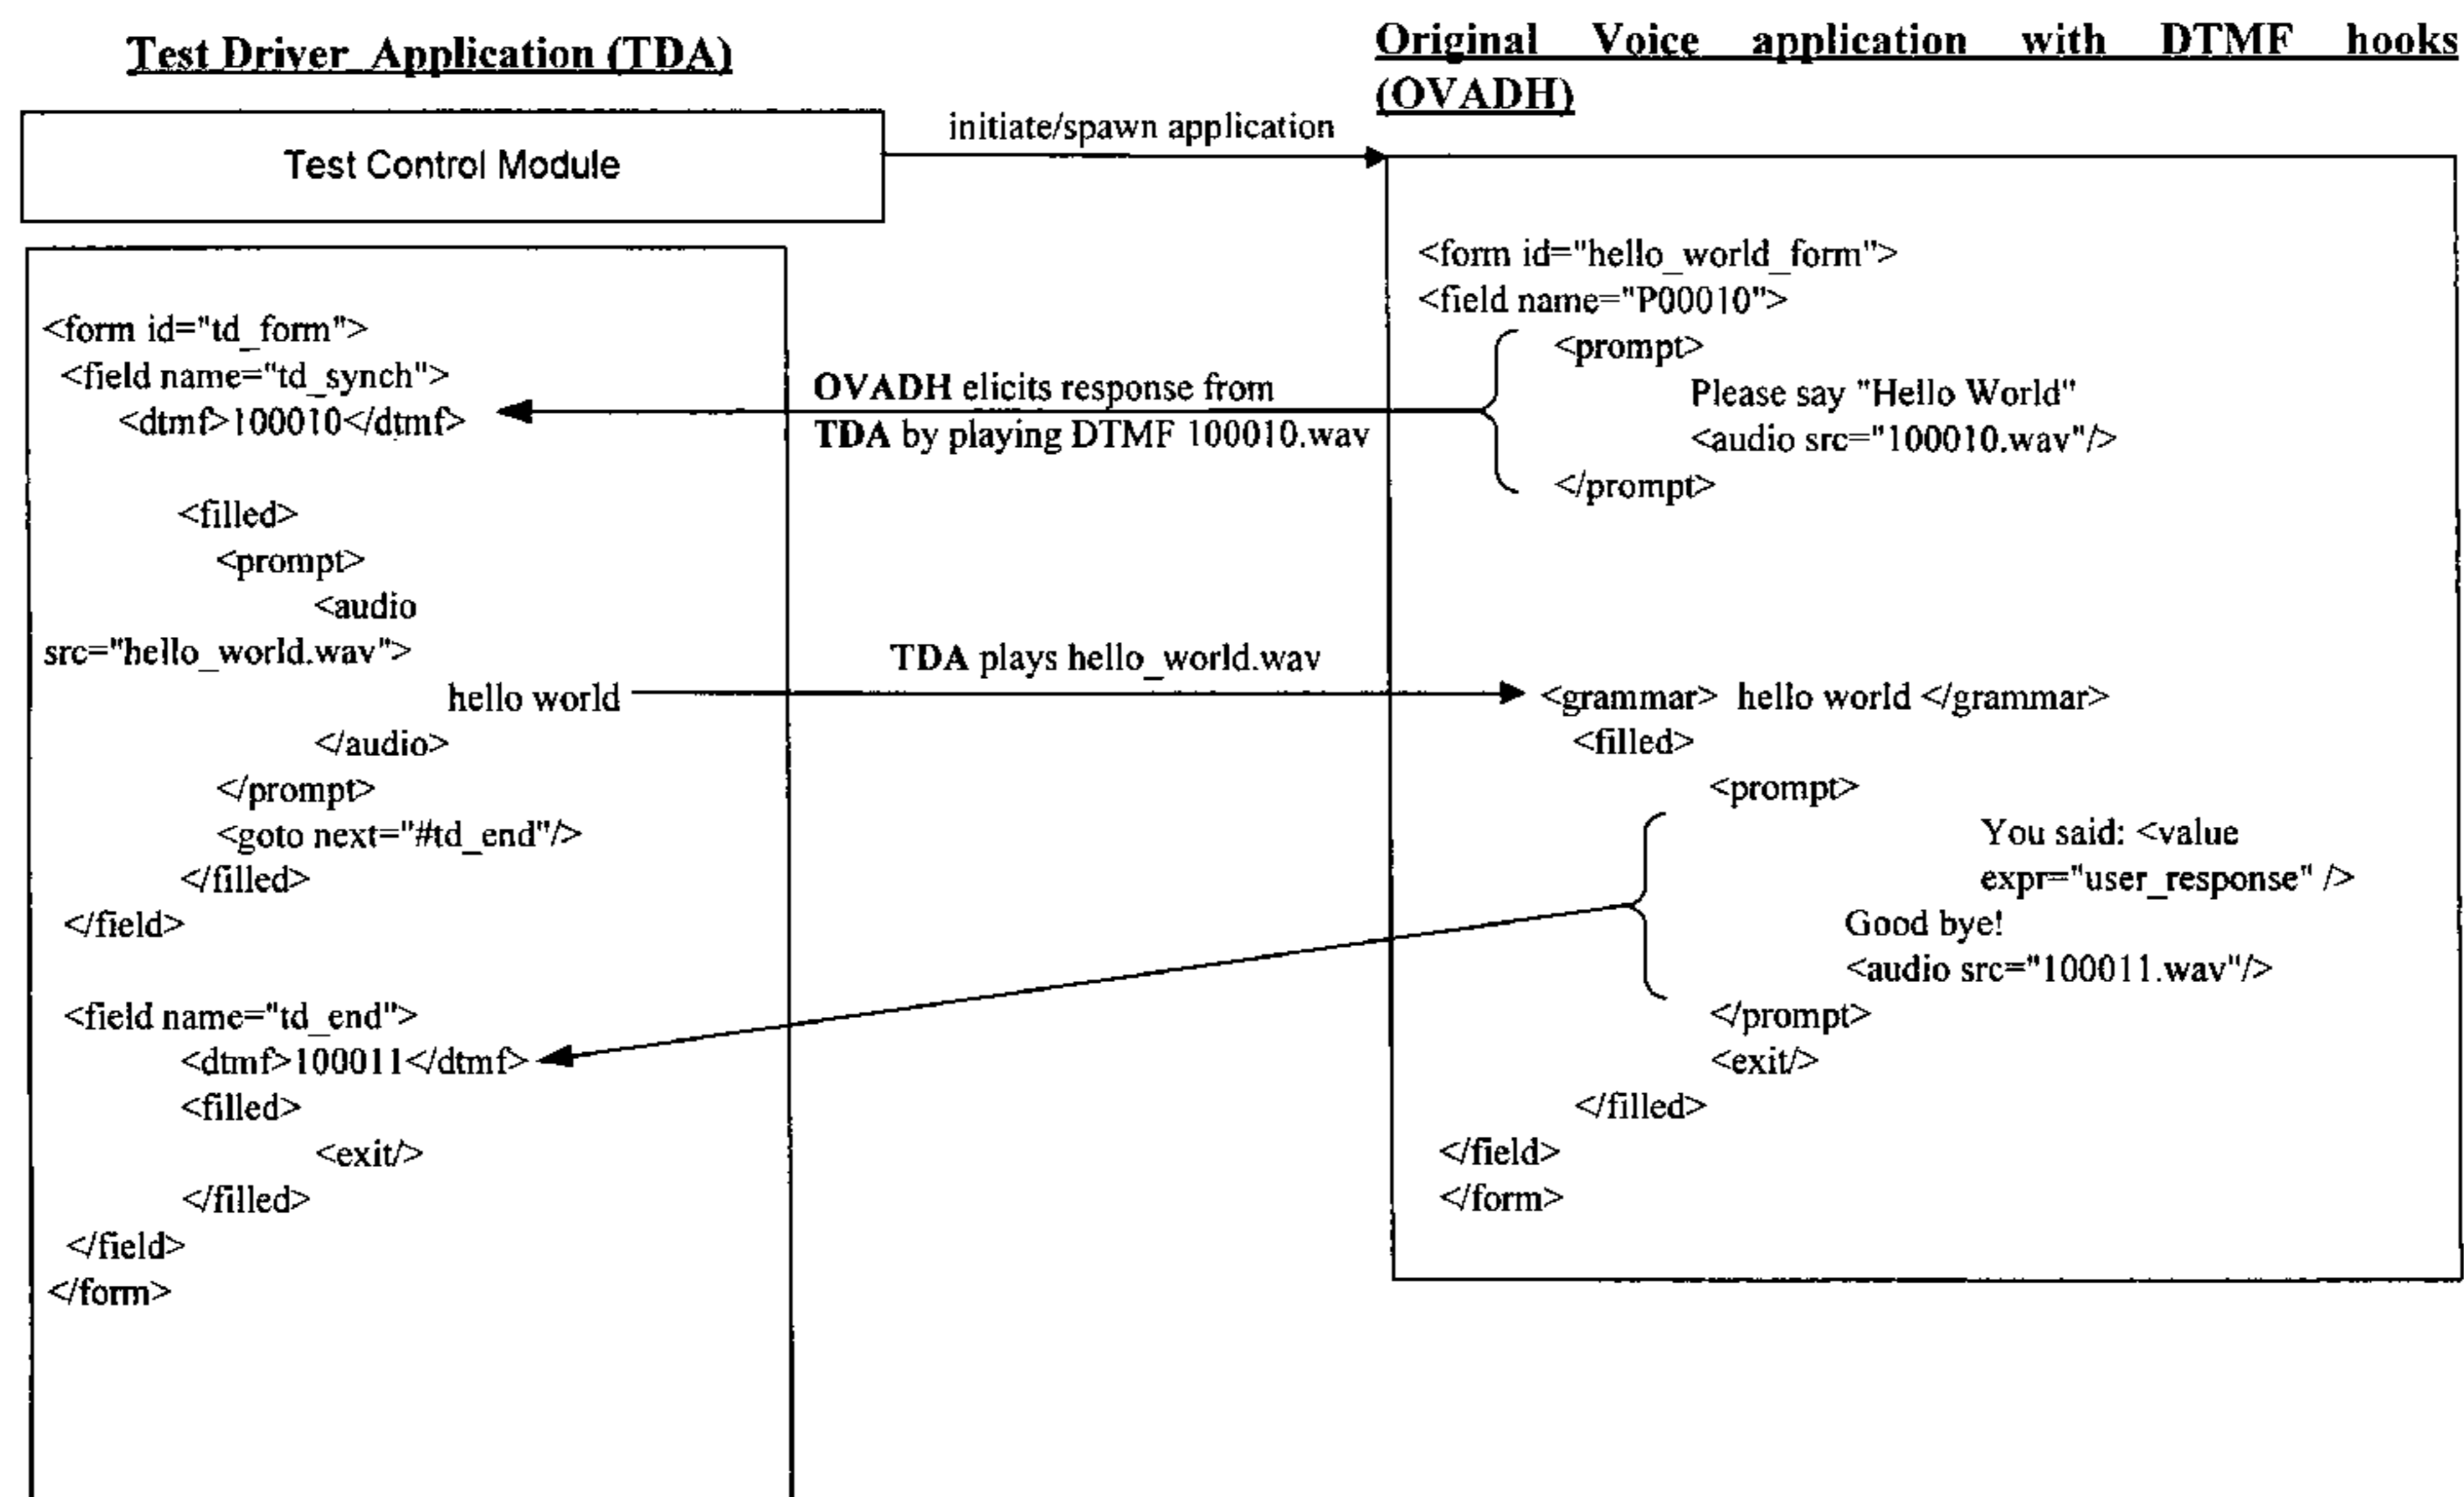 Test Driver Application (TDA)
Test Control Module
initiate/spawn application
Original Voice application with DTMF hooks
(OVADH)
<form id="td_form">
<field name="td_synch">
<dtmf>100010</dtmf>
<filled>
<prompt>
<audio
src="hello_world.wav">
hello world
</audio>
</prompt>
<goto next="#td_end"/>
</filled>
</field>
<field name="td_end">
<dtmf>100011</dtmf>
<filled>
<exit/>
</filled>
</field>
</form>
OVADH elicits response from
TDA by playing DTMF 100010.wav
TDA plays hello_world.wav
<form id="hello_world_form">
<field name="P00010">
<prompt>
Please say "Hello World"
<audio src="100010.wav"/>
</prompt>
<grammar> hello world </grammar>
<filled>
<prompt>
You said: <value
expr="user_response" />
Good bye!
<audio src="100011.wav"/>
</prompt>
<exit/>
</filled>
</field>
</form>